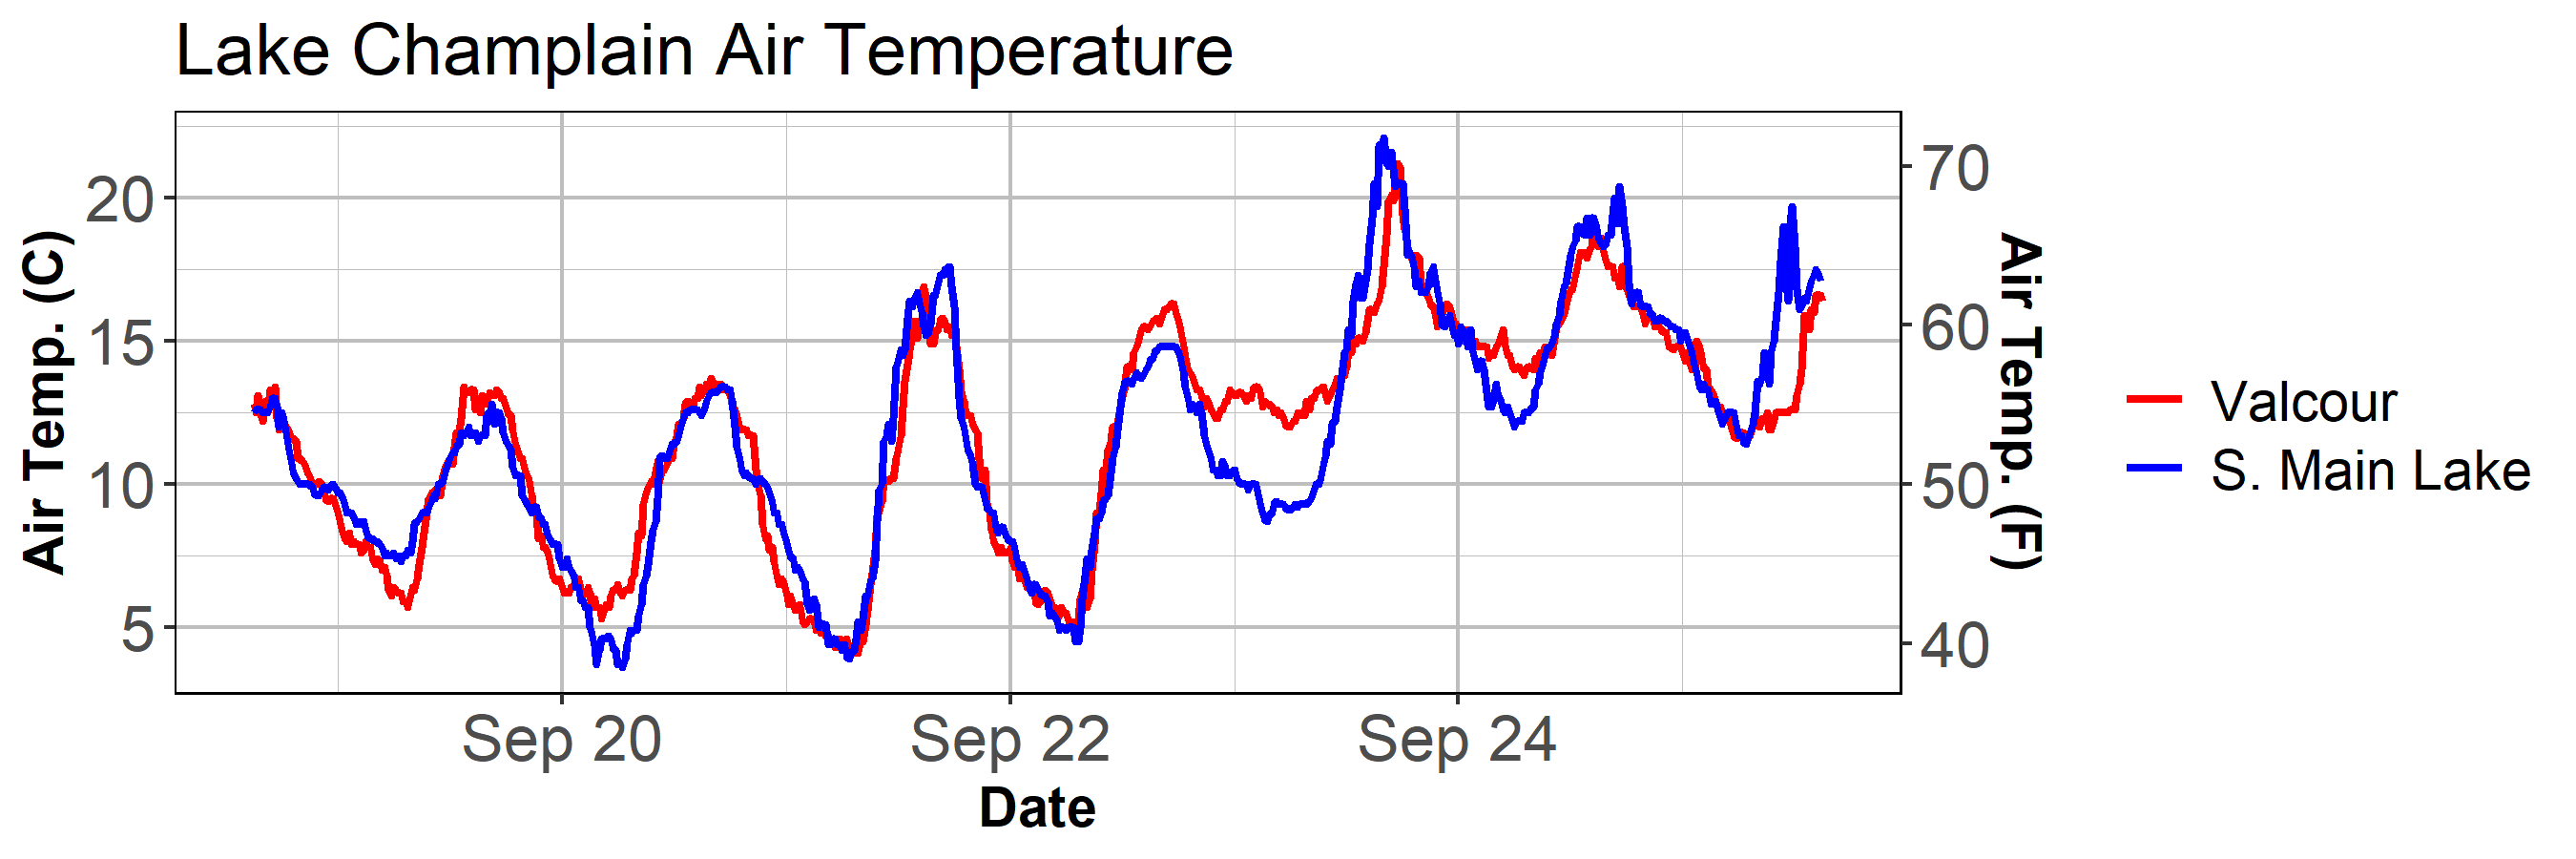 Lake Champlain Air Temperature
Air Temp. (C)
20
15
10
5
70
60
50
40
Air Temp. (F)
Sep 20
Sep 22
Sep 24
Date
Valcour
S. Main Lake